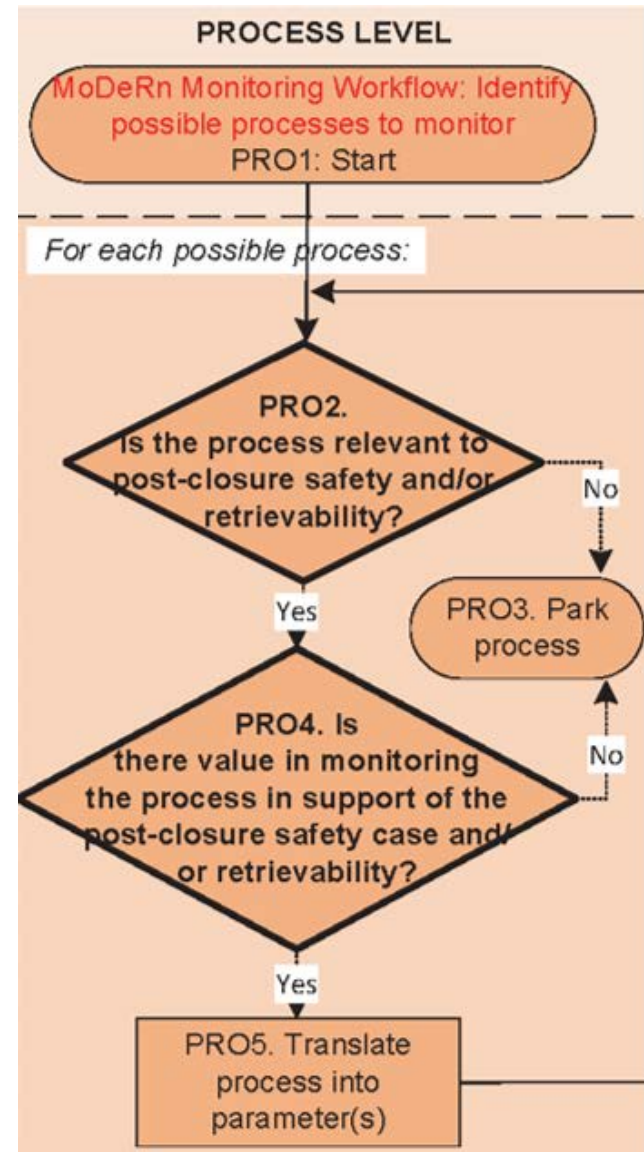 PROCESS LEVEL
MoDeRn Monitoring Workflow: Identify
possible processes to monitor
PRO1: Start
For each possible process:
PRO2.
Is the process relevant to
post-closure safety and/or
retrievability?
No
Yes
PRO3. Park
process
PRO4. Is
there value in monitoring
the process in support of the
post-closure safety case and/
or retrievability?
No
Yes
PRO5. Translate
process into
parameter(s)